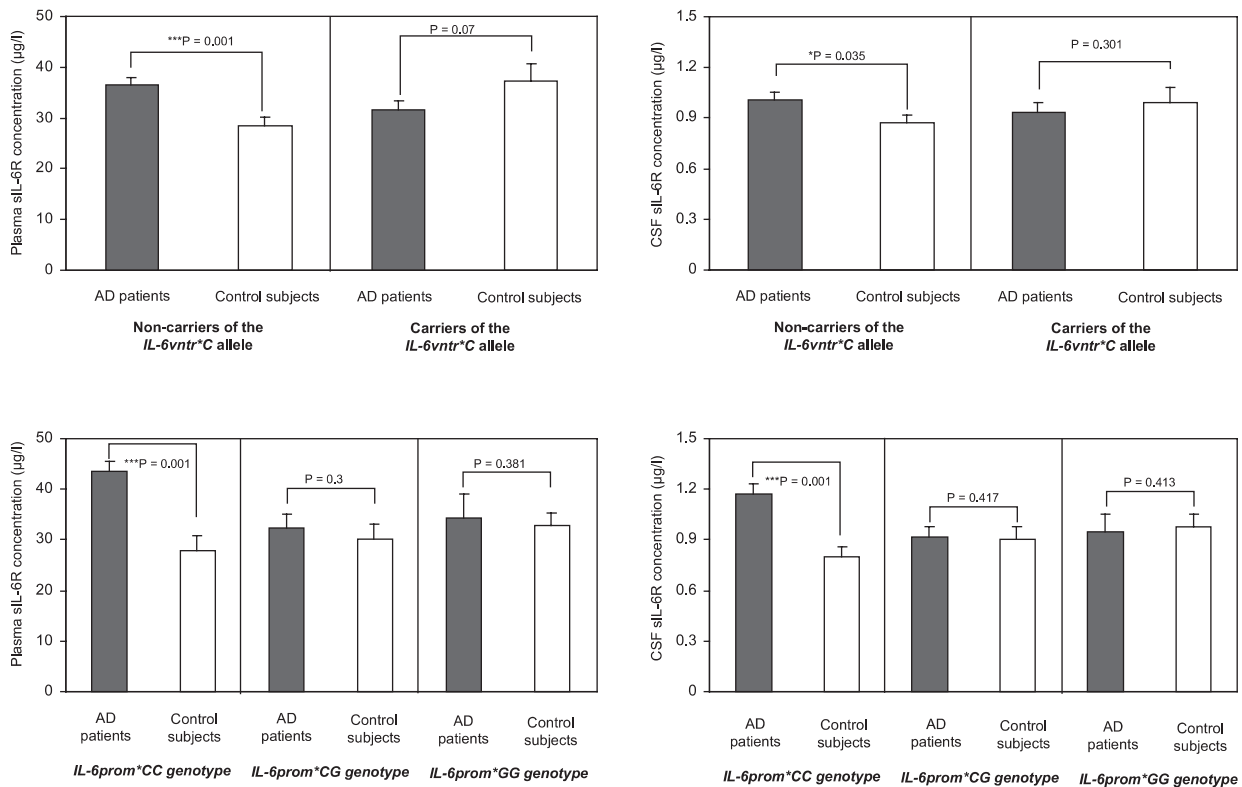 Plasma sIL-6R concentration (µg/l)
50
40
30
20
10
0
***P = 0.001
P = 0.07
AD patients
Control subjects
AD patients
Control subjects
Non-carriers of the
IL-6vntr*C allele
Carriers of the
IL-6vntr*C allele
CSF sIL-6R concentration (µg/l)
1.5
1.2
0.9
0.6
0.3
0
*P = 0.035
P = 0.301
AD patients
Control subjects
AD patients
Control subjects
Non-carriers of the
IL-6vntr*C allele
Carriers of the
IL-6vntr*C allele
Plasma sIL-6R concentration (µg/l)
50
40
30
20
10
0
***P = 0.001
P = 0.3
P = 0.381
AD
patients
Control
subjects
AD
patients
Control
subjects
AD
patients
Control
subjects
IL-6prom*CC genotype
IL-6prom*CG genotype
IL-6prom*GG genotype
CSF sIL-6R concentration (µg/l)
1.5
1.2
0.9
0.6
0.3
0
***P = 0.001
P = 0.417
P = 0.413
AD
patients
Control
subjects
AD
patients
Control
subjects
AD
patients
Control
subjects
IL-6prom*CC genotype
IL-6prom*CG genotype
IL-6prom*GG genotype